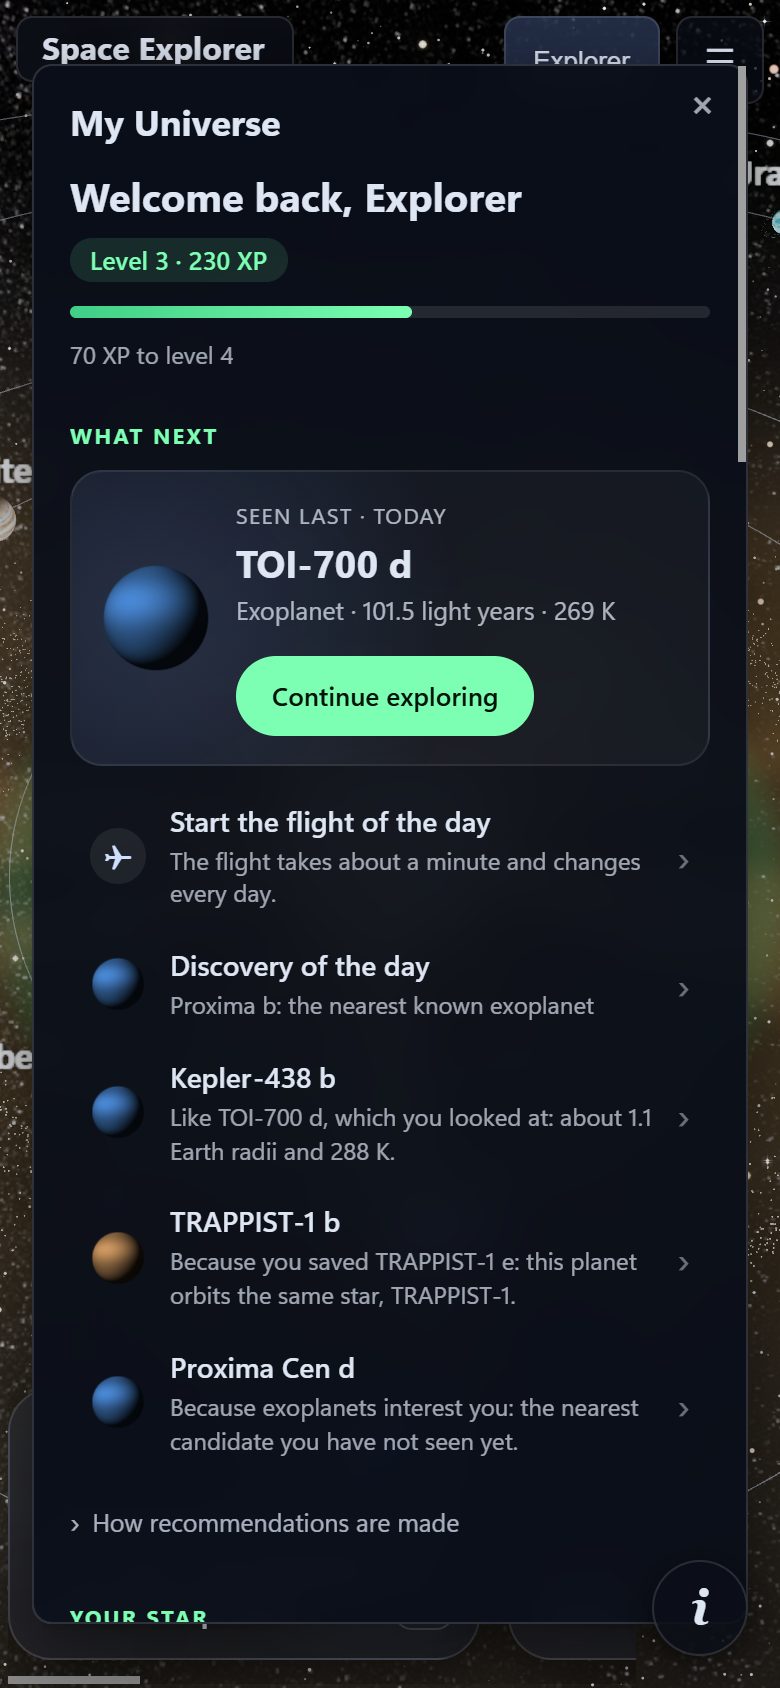 Space Explorer
Explorer
My Universe
Welcome back, Explorer
Level 3 · 230 XP
70 XP to level 4
WHAT NEXT
SEEN LAST · TODAY
TOI-700 d
Exoplanet · 101.5 light years · 269 K
Continue exploring
Start the flight of the day
The flight takes about a minute and changes
every day.
Discovery of the day
Proxima b: the nearest known exoplanet
Kepler-438 b
Like TOI-700 d, which you looked at: about 1.1
Earth radii and 288 K.
TRAPPIST-1 b
Because you saved TRAPPIST-1 e: this planet
orbits the same star, TRAPPIST-1.
Proxima Cen d
Because exoplanets interest you: the nearest
candidate you have not seen yet.
How recommendations are made
YOUR STAR
i